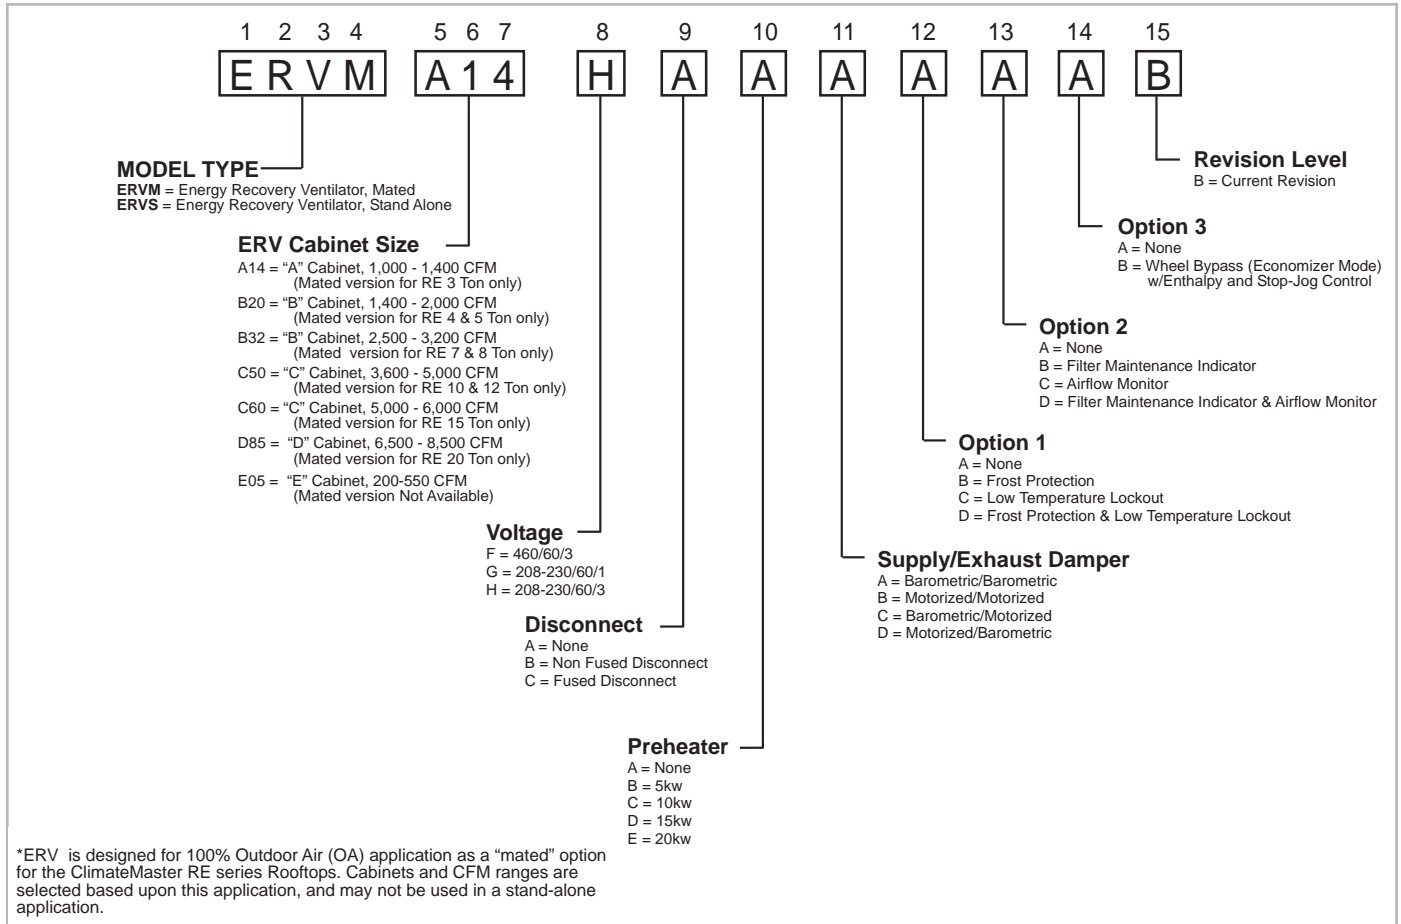 1 2 3 4 5 6 7 8 9 10 11 12 13 14 15
E R V M A 1 4 H A A A A A A B
MODEL TYPE
ERVM = Energy Recovery Ventilator, Mated
ERVS = Energy Recovery Ventilator, Stand Alone
ERV Cabinet Size
A14 = “A” Cabinet, 1,000 - 1,400 CFM
(Mated version for RE 3 Ton only)
B20 = “B” Cabinet, 1,400 - 2,000 CFM
(Mated version for RE 4 & 5 Ton only)
B32 = “B” Cabinet, 2,500 - 3,200 CFM
(Mated version for RE 7 & 8 Ton only)
C50 = “C” Cabinet, 3,600 - 5,000 CFM
(Mated version for RE 10 & 12 Ton only)
C60 = “C” Cabinet, 5,000 - 6,000 CFM
(Mated version for RE 15 Ton only)
D85 = “D” Cabinet, 6,500 - 8,500 CFM
(Mated version for RE 20 Ton only)
E05 = “E” Cabinet, 200-550 CFM
(Mated version Not Available)
Voltage
F = 460/60/3
G = 208-230/60/1
H = 208-230/60/3
Disconnect
A = None
B = Non Fused Disconnect
C = Fused Disconnect
Preheater
A = None
B = 5kw
C = 10kw
D = 15kw
E = 20kw
Supply/Exhaust Damper
A = Barometric/Barometric
B = Motorized/Motorized
C = Barometric/Motorized
D = Motorized/Barometric
Option 1
A = None
B = Frost Protection
C = Low Temperature Lockout
D = Frost Protection & Low Temperature Lockout
Option 2
A = None
B = Filter Maintenance Indicator
C = Airflow Monitor
D = Filter Maintenance Indicator & Airflow Monitor
Option 3
A = None
B = Wheel Bypass (Economizer Mode)
w/Enthalpy and Stop-Jog Control
Revision Level
B = Current Revision
*ERV is designed for 100% Outdoor Air (OA) application as a “mated” option
for the ClimateMaster RE series Rooftops. Cabinets and CFM ranges are
selected based upon this application, and may not be used in a stand-alone
application.